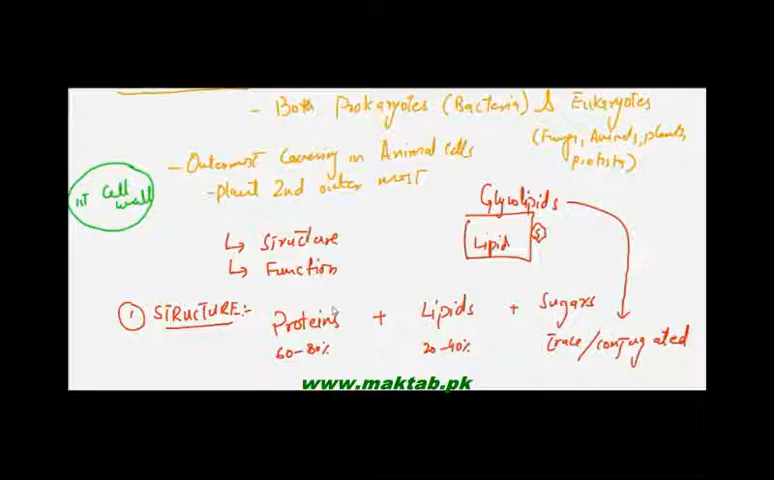 - Both Prokaryotes (Bacteria) & Eukaryotes
(Fungi, Animals, plants,
protists)
- Outermost Covering in Animal Cells
- plant 2nd outer most
1st Cell
wall
Glycolipids
Lipid S
↳ Structure
↳ Function
① STRUCTURE:- Proteins + Lipids + Sugars
60-80% 20-40% Trace/conjugated
www.maktab.pk